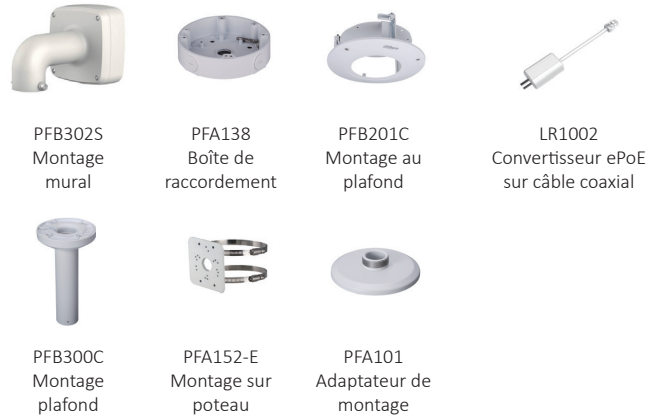 PFB302S
Montage
mural
PFA138
Boîte de
raccordement
PFB201C
Montage au
plafond
LR1002
Convertisseur ePoE
sur câble coaxial
PFB300C
Montage
plafond
PFA152-E
Montage sur
poteau
PFA101
Adaptateur de
montage